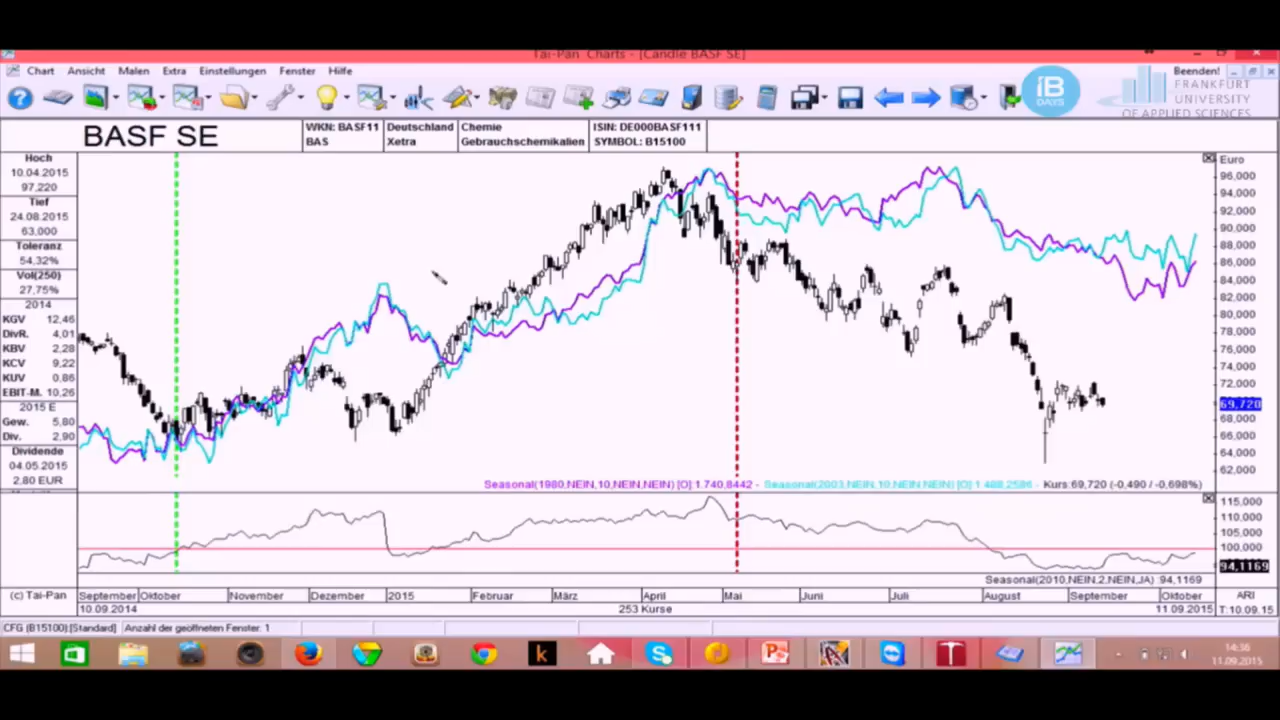 Tai-Pan Charts - [Candle BASF SE]
Chart Ansicht Malen Extra Einstellungen Fenster Hilfe Beenden!
iB DAYS
FRANKFURT
UNIVERSITY
OF APPLIED SCIENCES
BASF SE
WKN: BASF11 Deutschland Chemie ISIN: DE000BASF111
BAS Xetra Gebrauchschemikalien SYMBOL: B15100
Hoch
10.04.2015
97,220
Tief
24.08.2015
63,000
Toleranz
54,32%
Vol(250)
27,75%
2014
KGV 12,46
DivR. 4,01
KBV 2,28
KCV 9,22
KUV 0,86
EBIT-M. 10,26
2015 E
Gew. 5,80
Div. 2,90
Dividende
04.05.2015
2,80 EUR
Euro
96,000
94,000
92,000
90,000
88,000
86,000
84,000
82,000
80,000
78,000
76,000
74,000
72,000
69,720
68,000
66,000
64,000
62,000
Seasonal(1980,NEIN,10,NEIN,NEIN) [O]:1.740,8442 - Seasonal(2003,NEIN,10,NEIN,NEIN) [O]:1.488,2586 - Kurs:69,720 (-0,490 / -0,698%)
115,000
110,000
105,000
100,000
94,1169
Seasonal(2010,NEIN,2,NEIN,JA) :94,1169
(c) Tai-Pan September Oktober November Dezember 2015 Februar März April Mai Juni Juli August September Oktober ARI
10.09.2014 253 Kurse 11.09.2015 T:10.09.15
CFG (B15100):[Standard] Anzahl der geöffneten Fenster: 1
14:36
11.09.2015